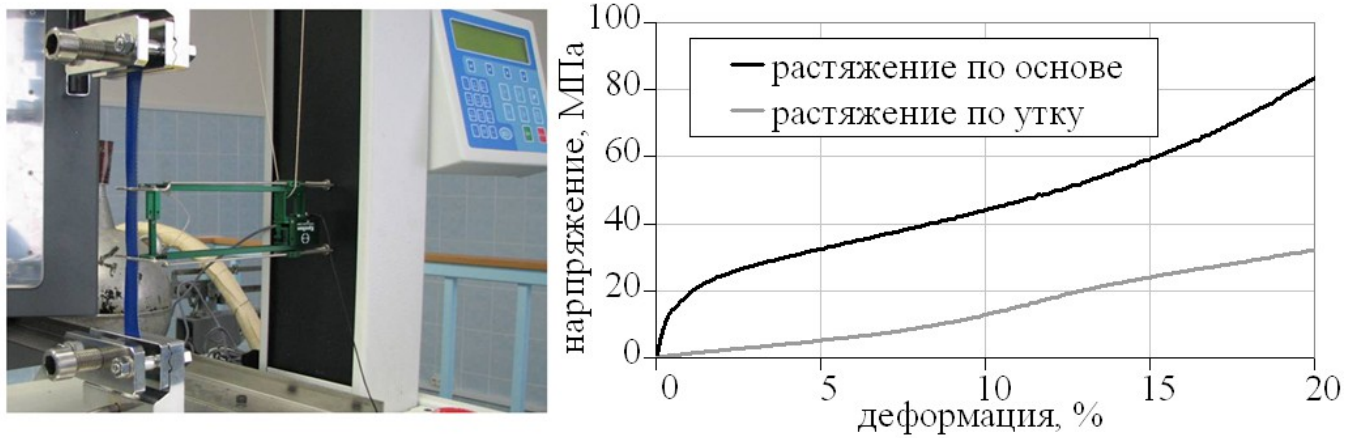 100
80
60
40
20
0
нарпряжение, МПа
растяжение по основе
растяжение по утку
0 5 10 15 20
деформация, %